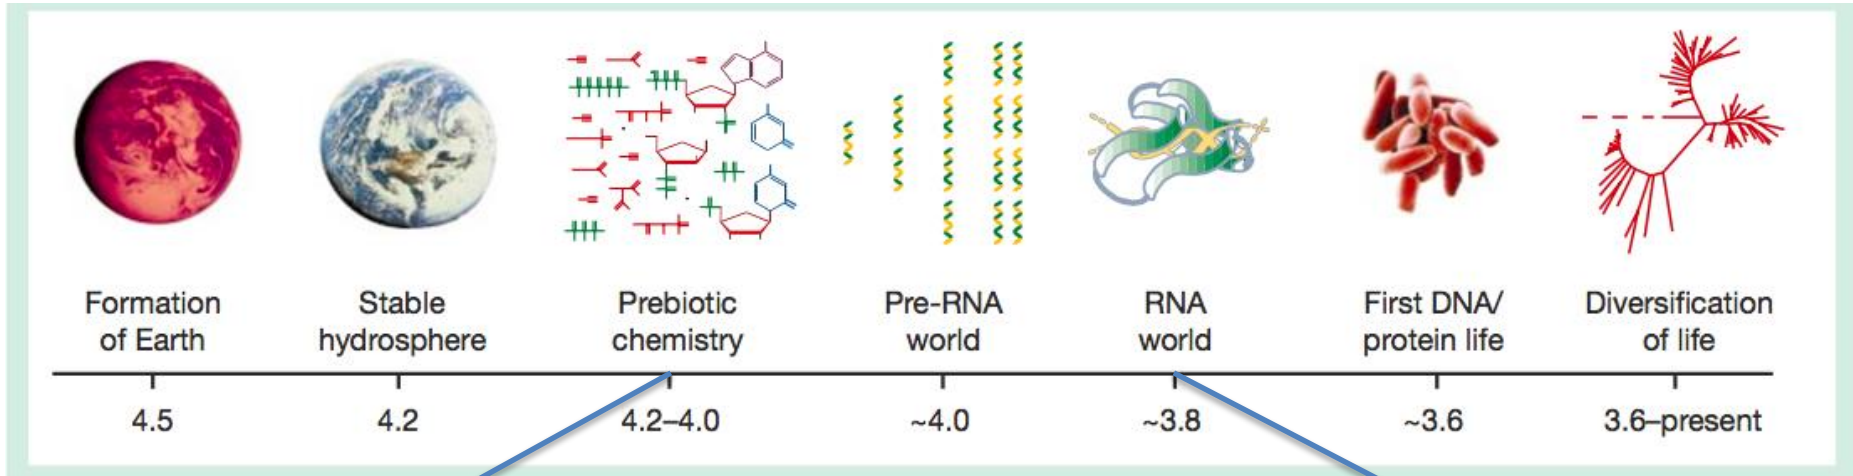 Formation
of Earth
Stable
hydrosphere
Prebiotic
chemistry
Pre-RNA
world
RNA
world
First DNA/
protein life
Diversification
of life
4.5
4.2
4.2–4.0
~4.0
~3.8
~3.6
3.6–present